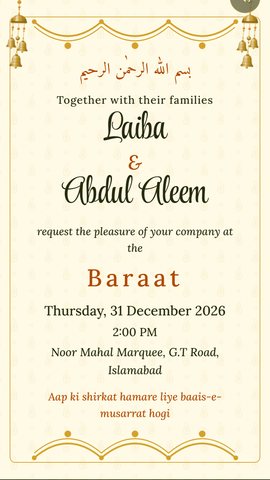 بسم الله الرحمٰن الرحيم
Together with their families
Laiba
&
Abdul Aleem
request the pleasure of your company at
the
Baraat
Thursday, 31 December 2026
2:00 PM
Noor Mahal Marquee, G.T Road,
Islamabad
Aap ki shirkat hamare liye baais-e-
musarrat hogi